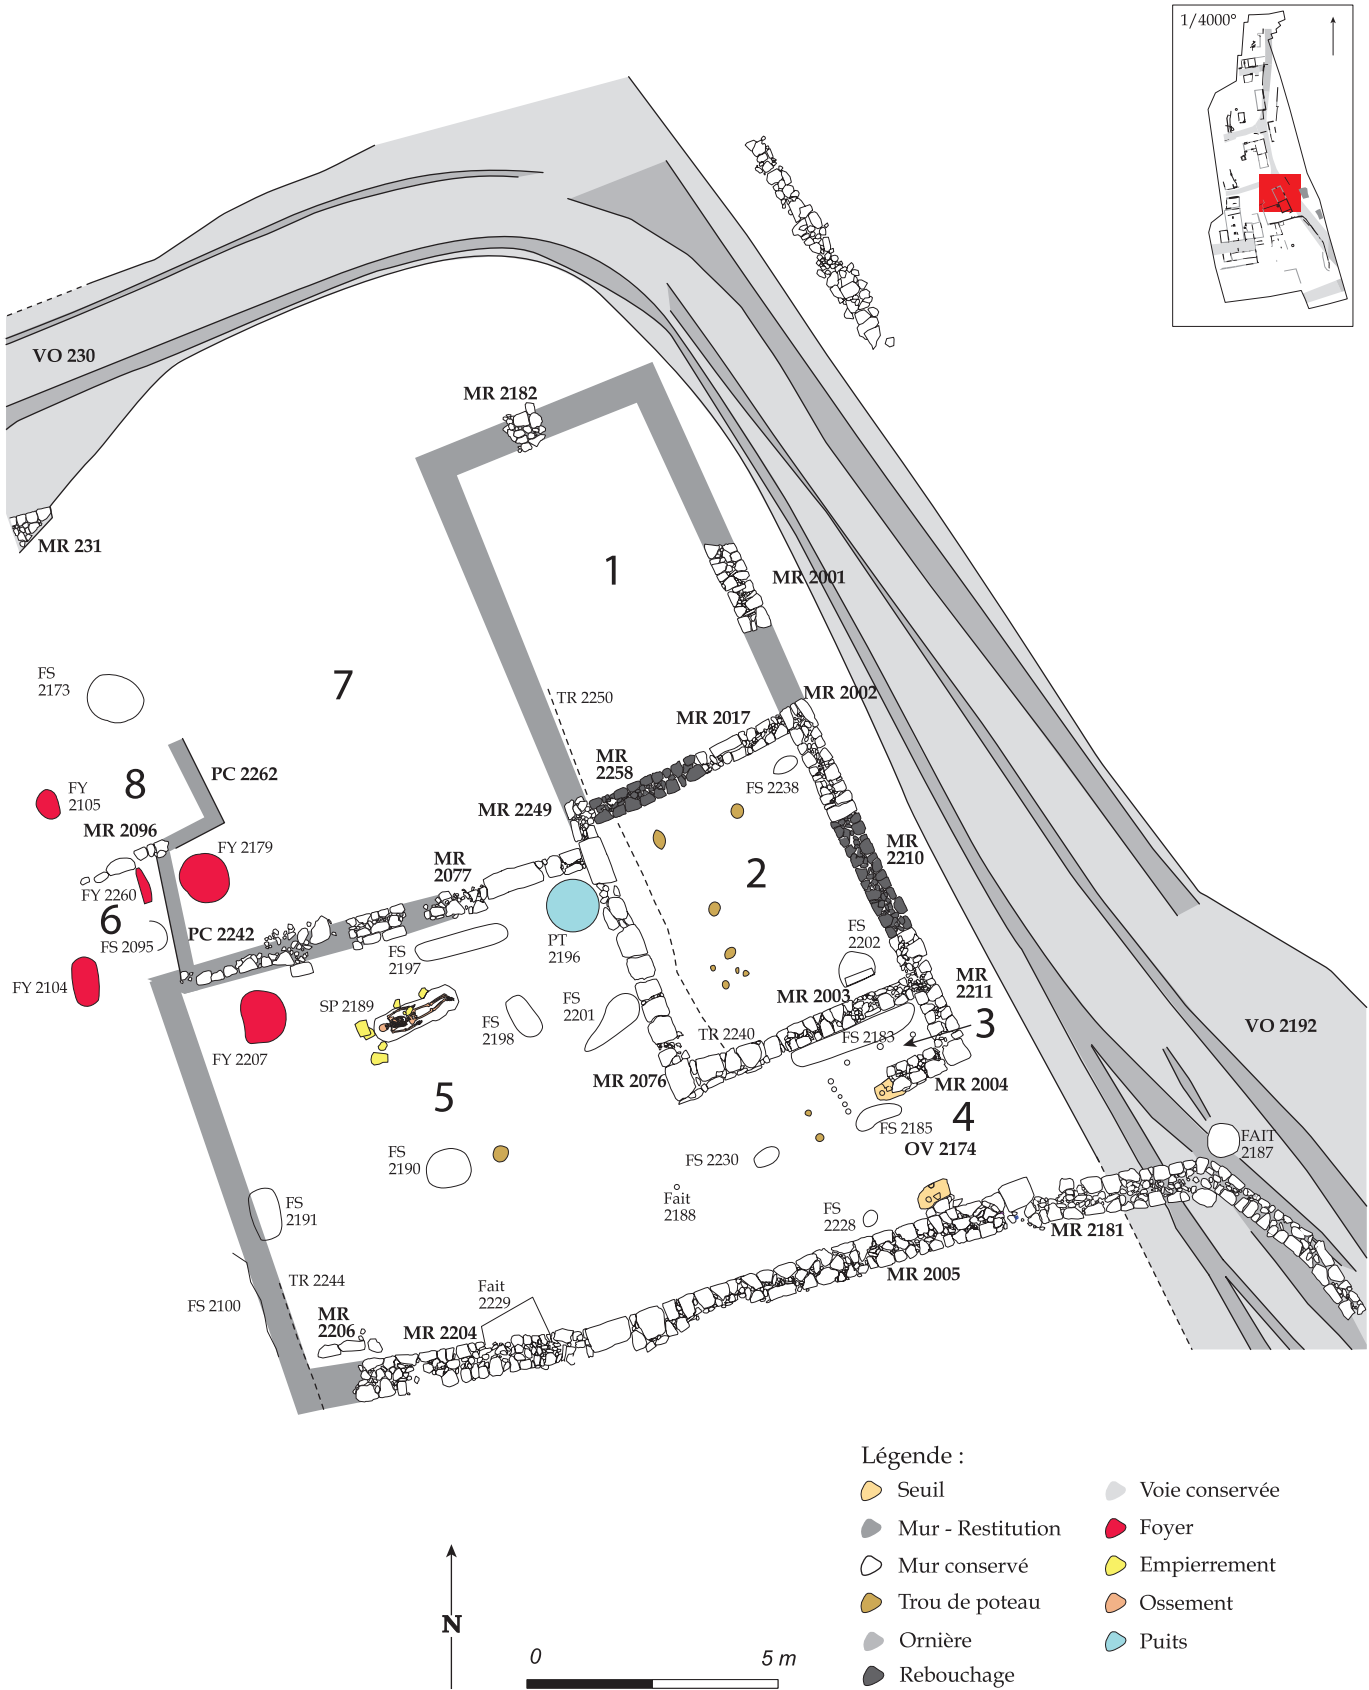 1/4000°
VO 230
MR 2182
MR 231
1
MR 2001
7
FS
2173
TR 2250
MR 2002
MR 2017
MR
2258
FS 2238
8
PC 2262
FY
2105
MR 2096
MR 2249
FY 2179
MR
2077
MR
2210
2
FY 2260
6
FS 2095
PC 2242
FS
2197
PT
2196
FS
2202
FY 2104
SP 2189
FS
2198
FS
2201
MR 2003
MR
2211
3
FS 2183
TR 2240
VO 2192
FY 2207
MR 2076
MR 2004
5
4
FS 2185
OV 2174
FAIT
2187
FS
2190
FS 2230
Fait
2188
FS
2191
FS
2228
MR 2181
MR 2005
TR 2244
FS 2100
Fait
2229
MR
2206
MR 2204
Légende :
Seuil
Mur - Restitution
Mur conservé
Trou de poteau
Ornière
Rebouchage
Voie conservée
Foyer
Empierrement
Ossement
Puits
N
0
5 m